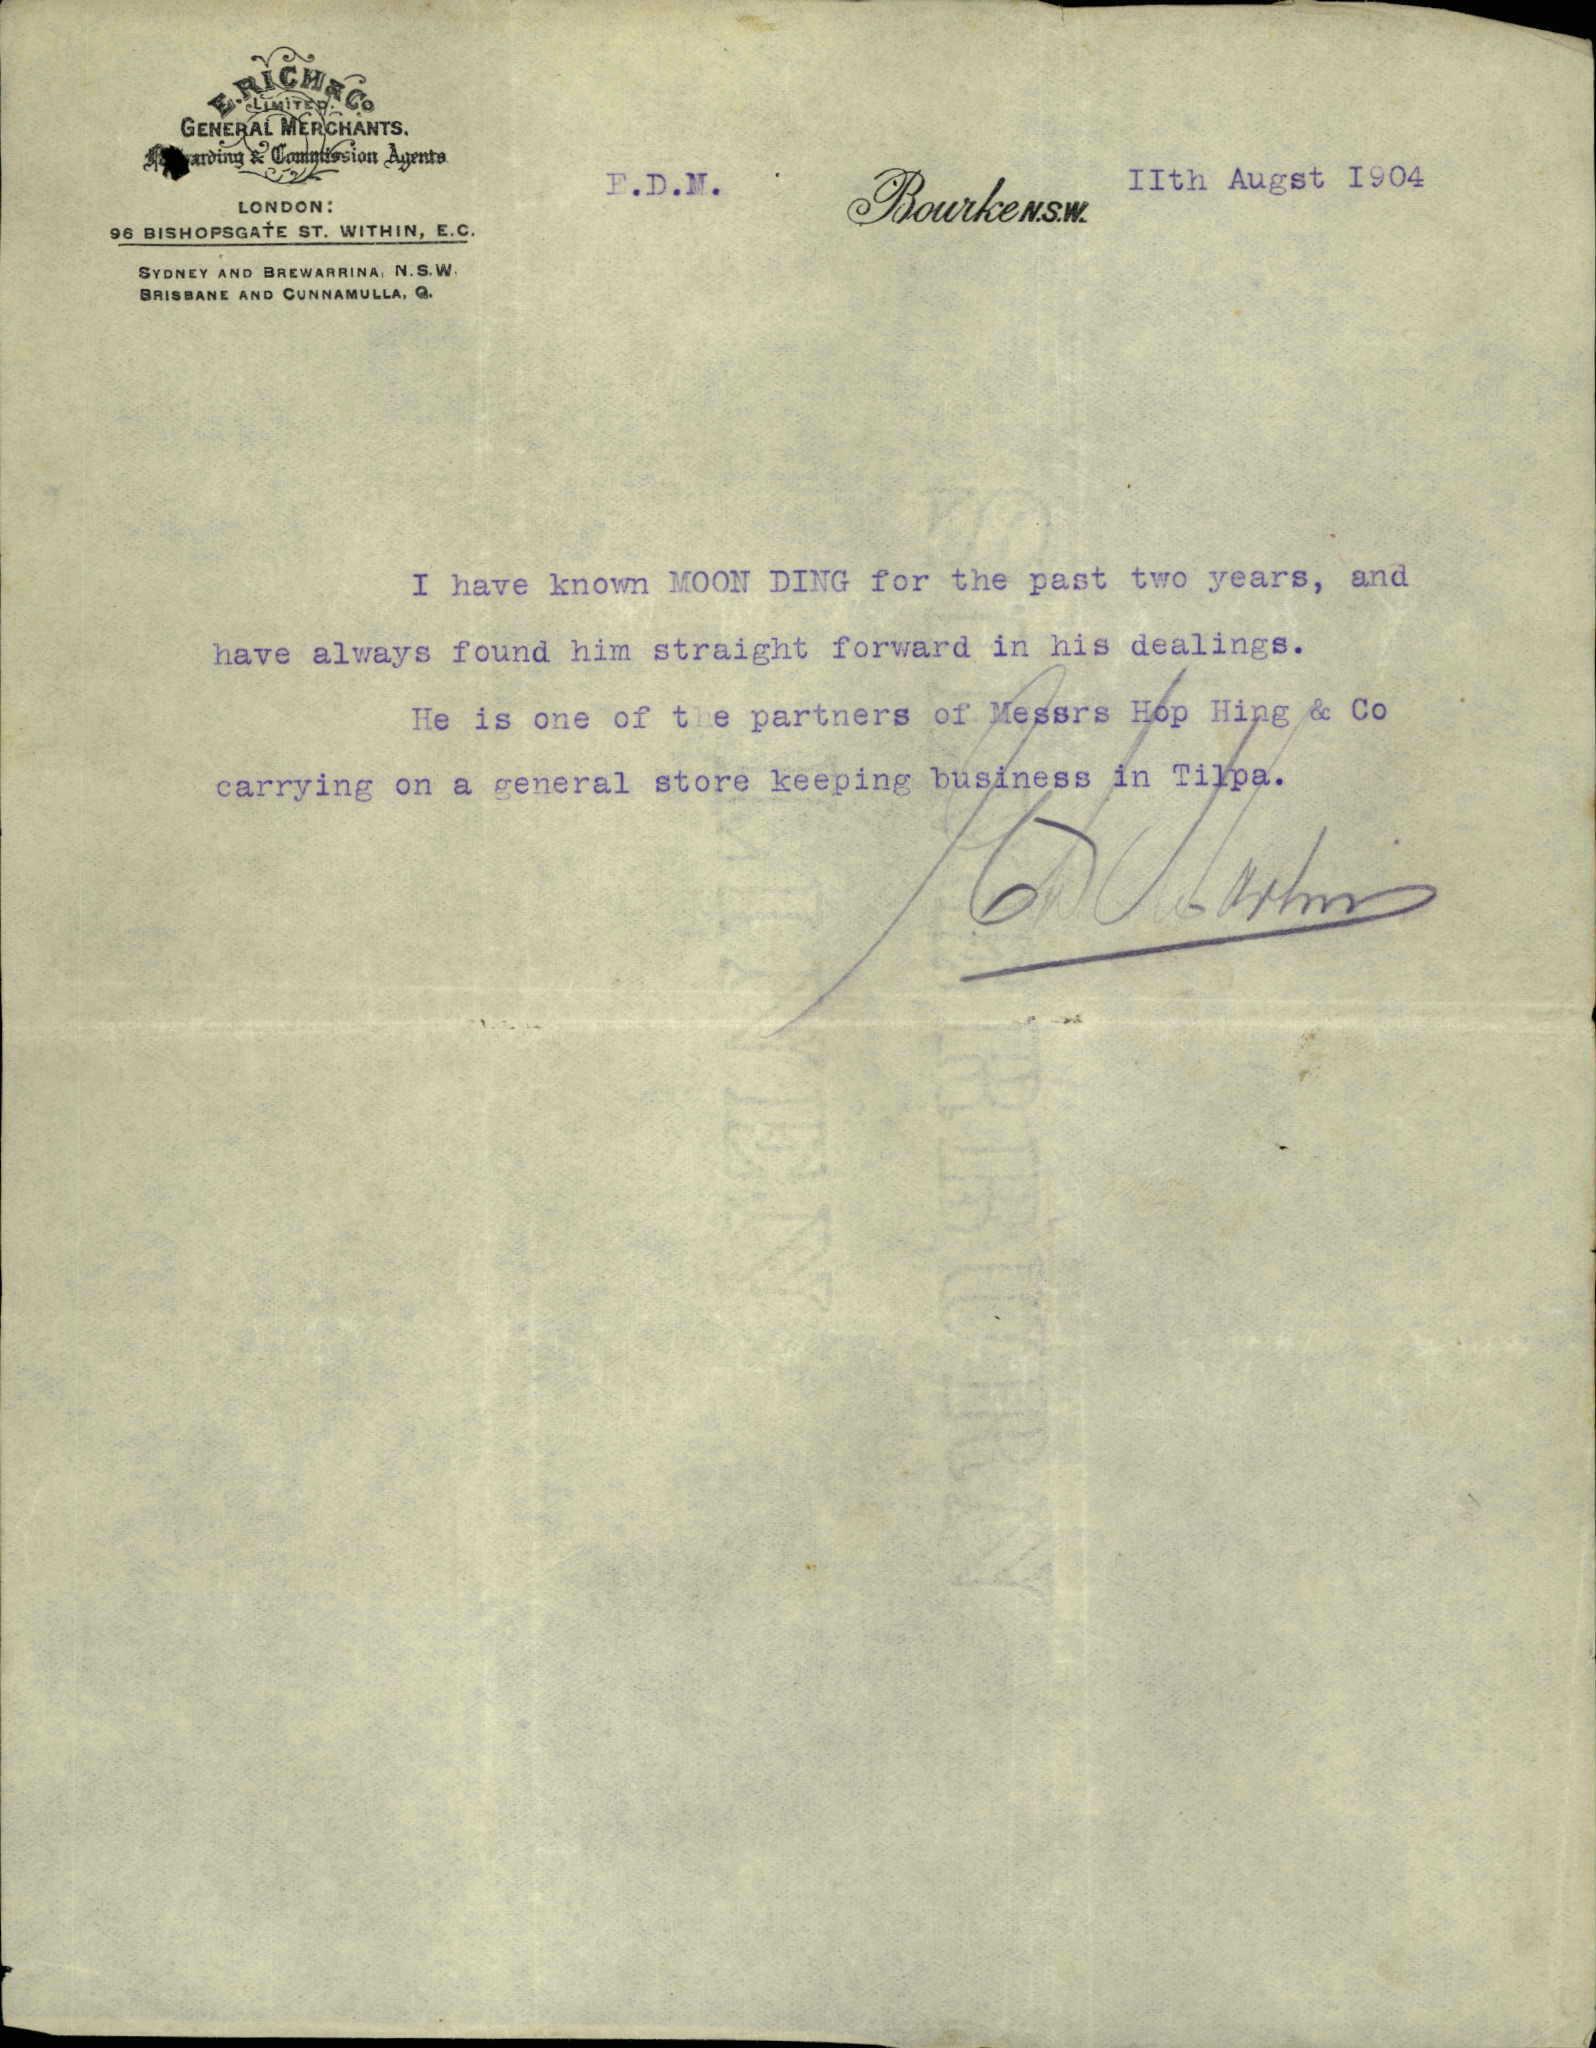 E. RICH & Co
LIMITED.
GENERAL MERCHANTS.
Forwarding & Commission Agents
LONDON:
96 BISHOPSGATE ST. WITHIN, E.C.
SYDNEY AND BREWARRINA, N.S.W.
BRISBANE AND CUNNAMULLA, Q.
E.D.M.
Bourke N.S.W.
IIth Augst I904
I have known MOON DING for the past two years, and
have always found him straight forward in his dealings.
He is one of the partners of Messrs Hop Hing & Co
carrying on a general store keeping business in Tilpa.